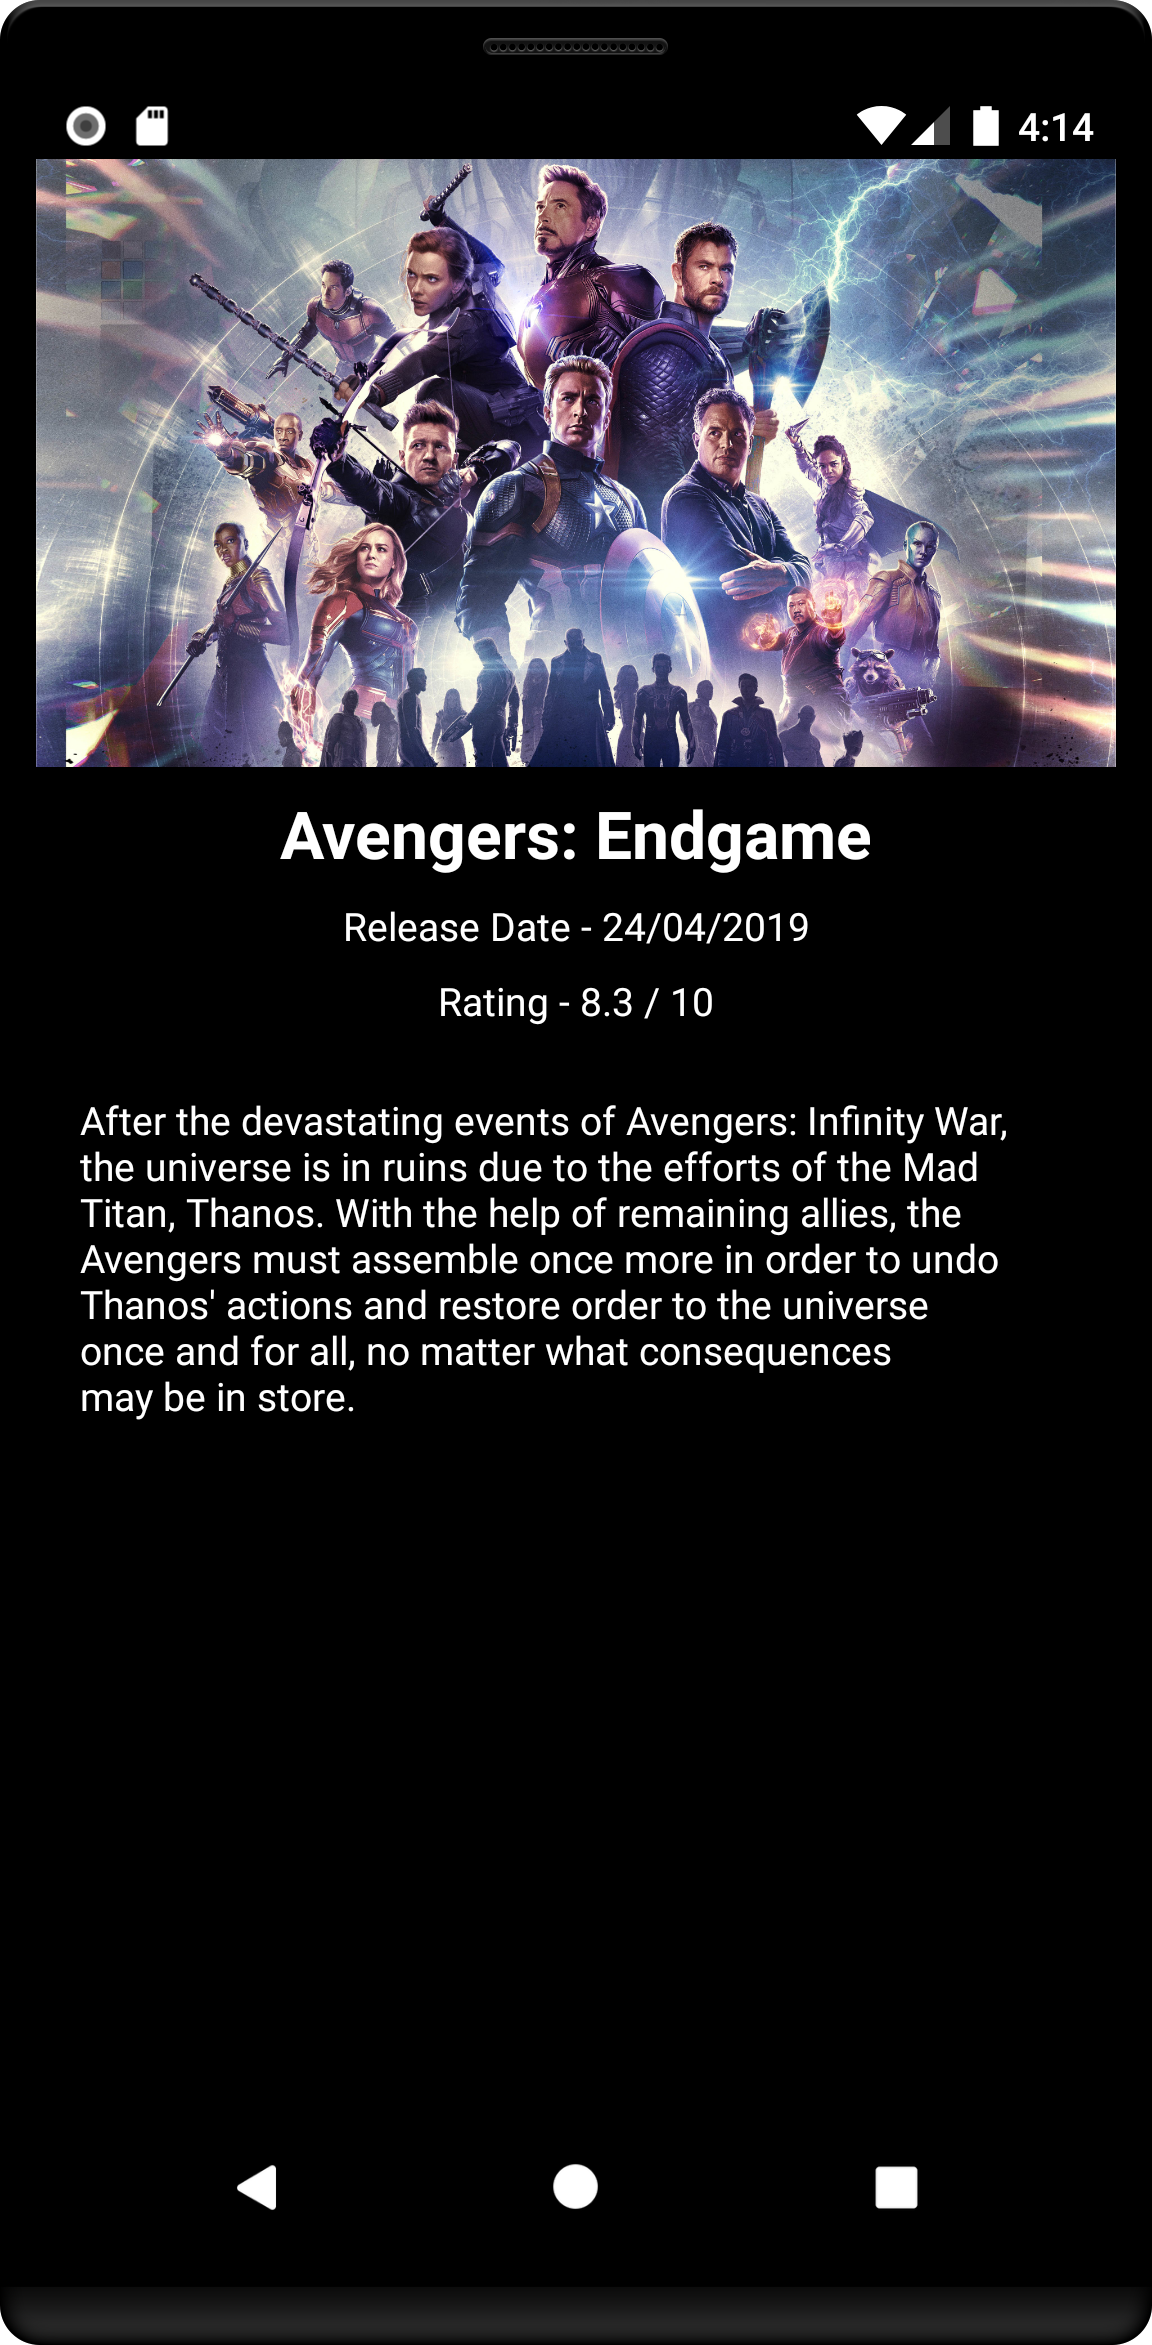 4:14
Avengers: Endgame
Release Date - 24/04/2019
Rating - 8.3 / 10
After the devastating events of Avengers: Infinity War,
the universe is in ruins due to the efforts of the Mad
Titan, Thanos. With the help of remaining allies, the
Avengers must assemble once more in order to undo
Thanos' actions and restore order to the universe
once and for all, no matter what consequences
may be in store.